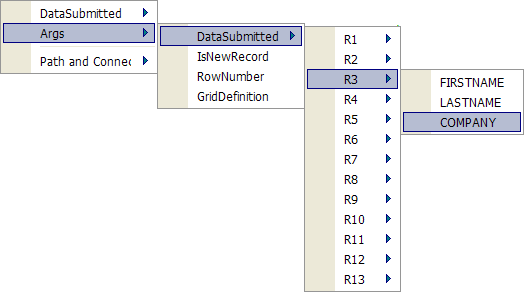 DataSubmitted
Args
Path and Connec
DataSubmitted
IsNewRecord
RowNumber
GridDefinition
R1
R2
R3
R4
R5
R6
R7
R8
R9
R10
R11
R12
R13
FIRSTNAME
LASTNAME
COMPANY